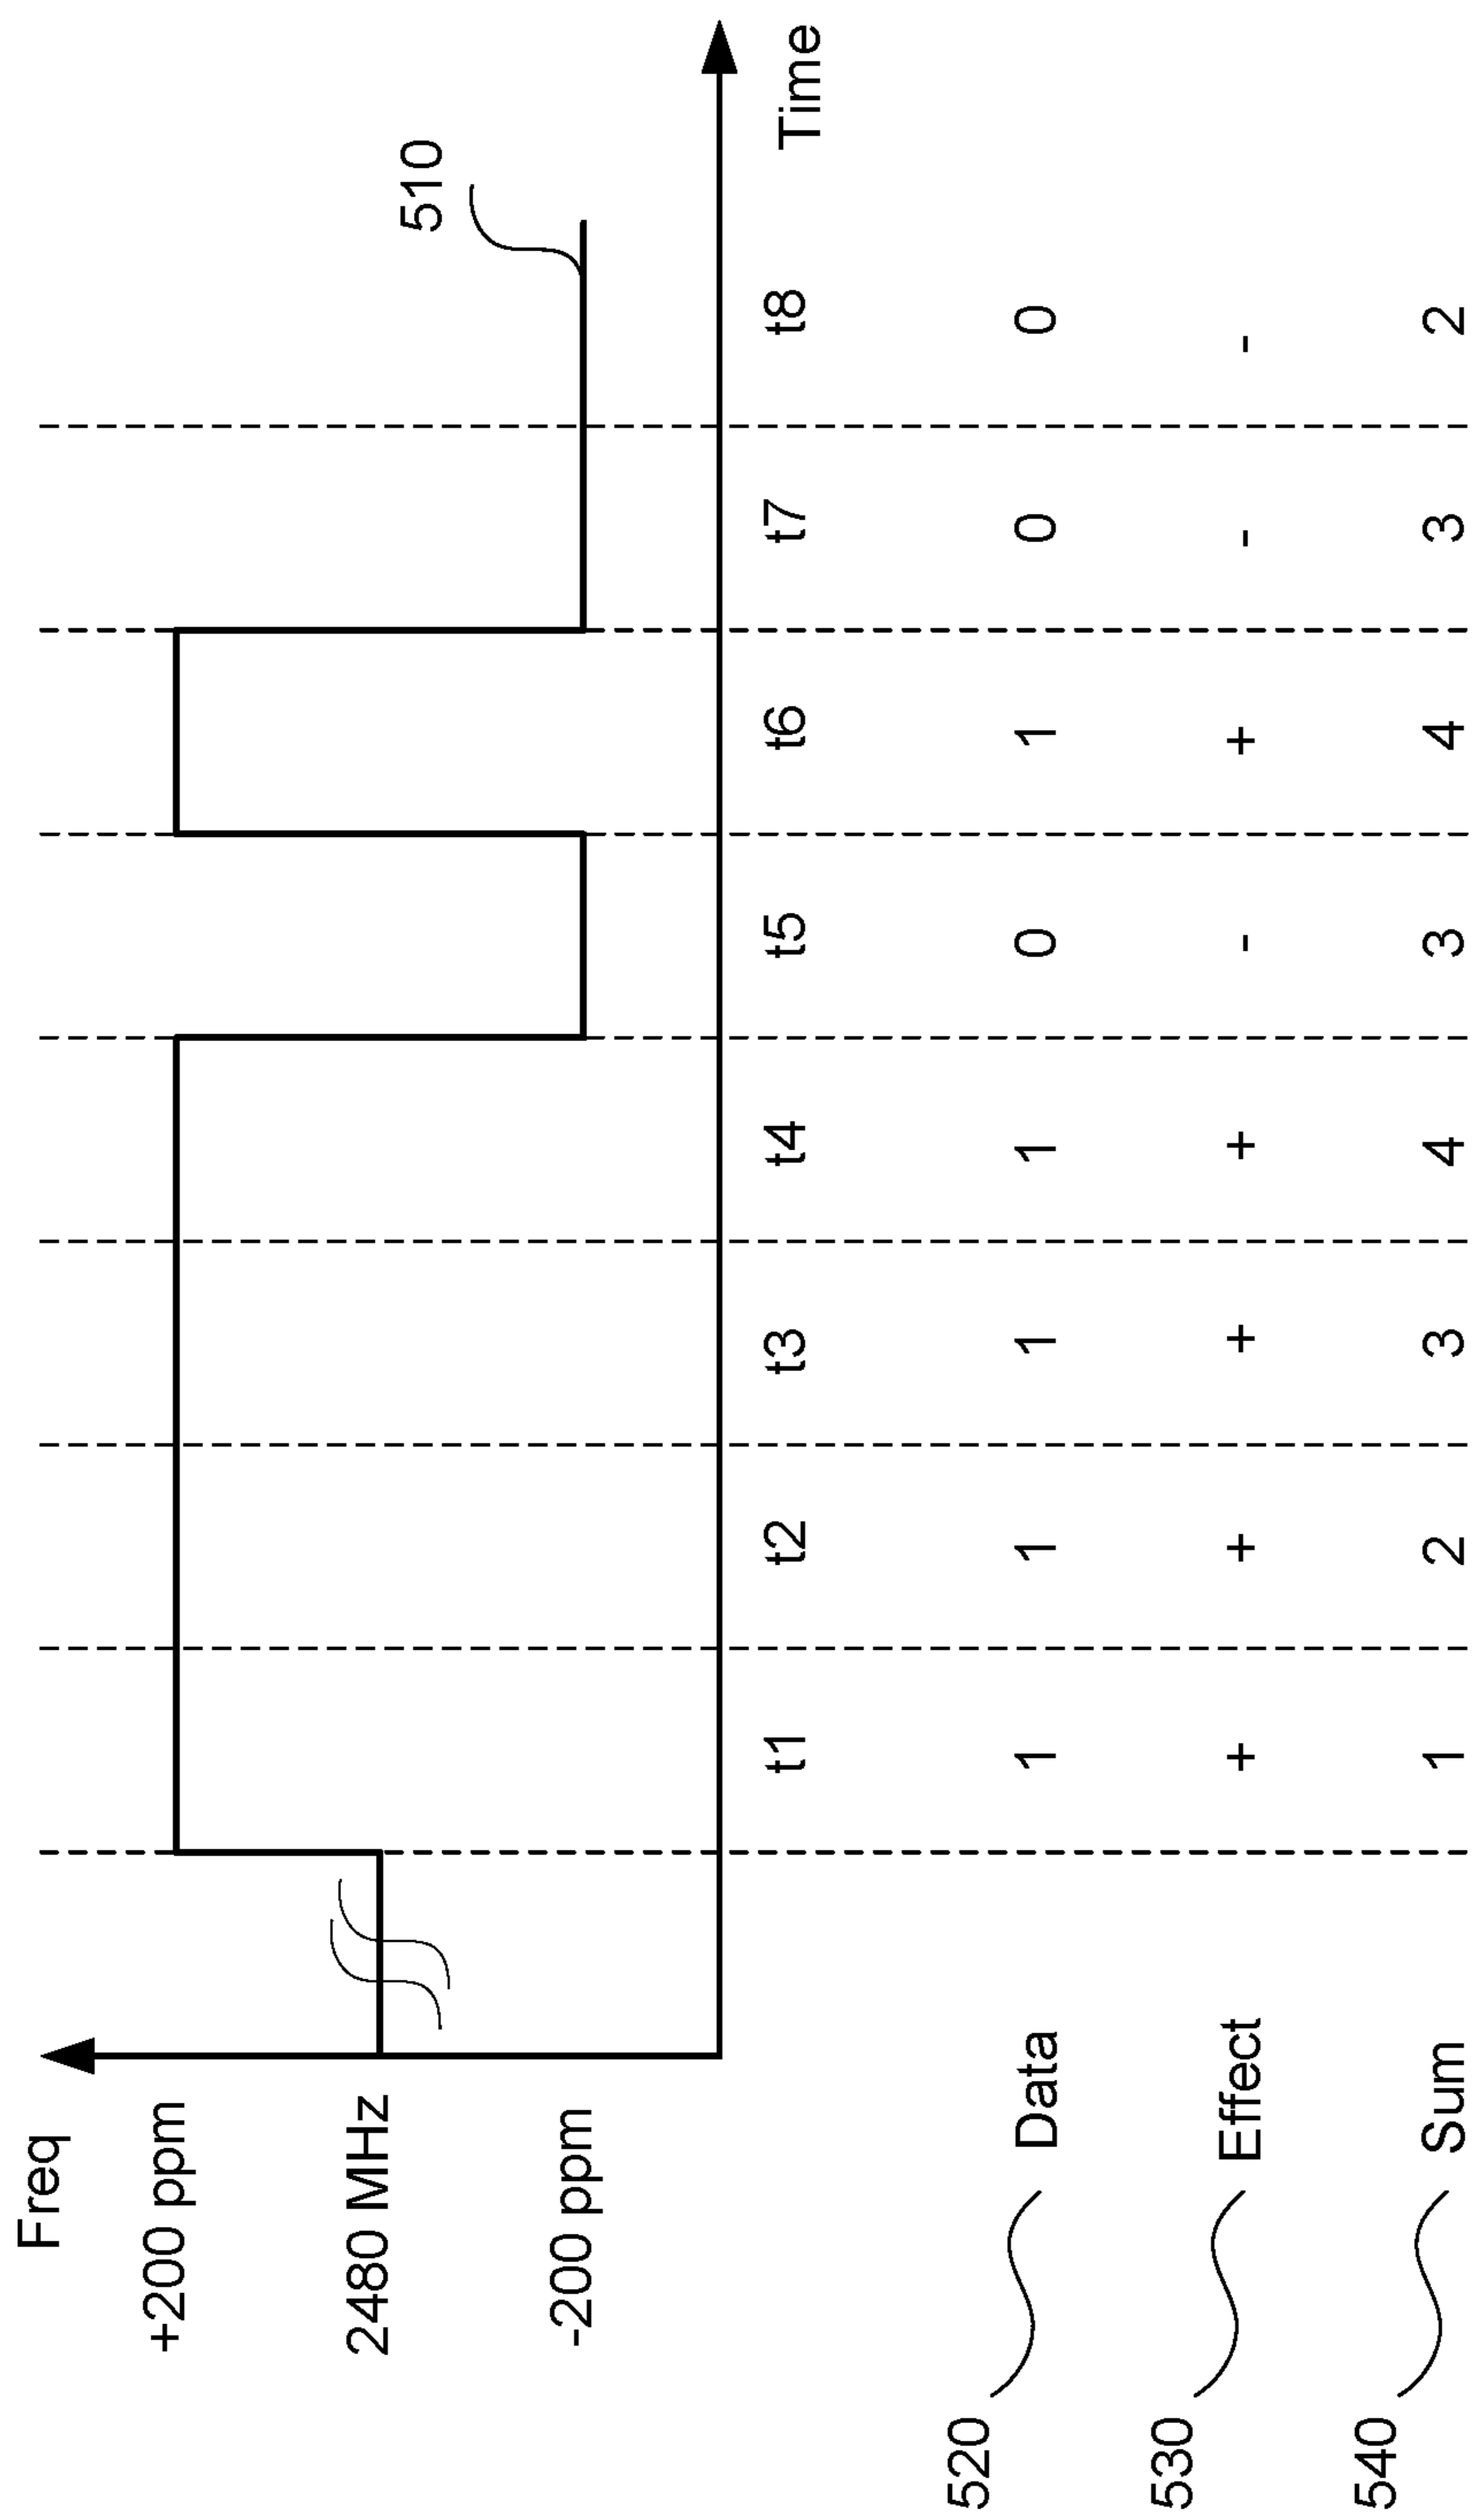 Freq
+200 ppm
2480 MHz
-200 ppm
510
Time
t1 t2 t3 t4 t5 t6 t7 t8
520 Data 1 1 1 1 0 1 0 0
530 Effect + + + + - + - -
540 Sum 1 2 3 4 3 4 3 2